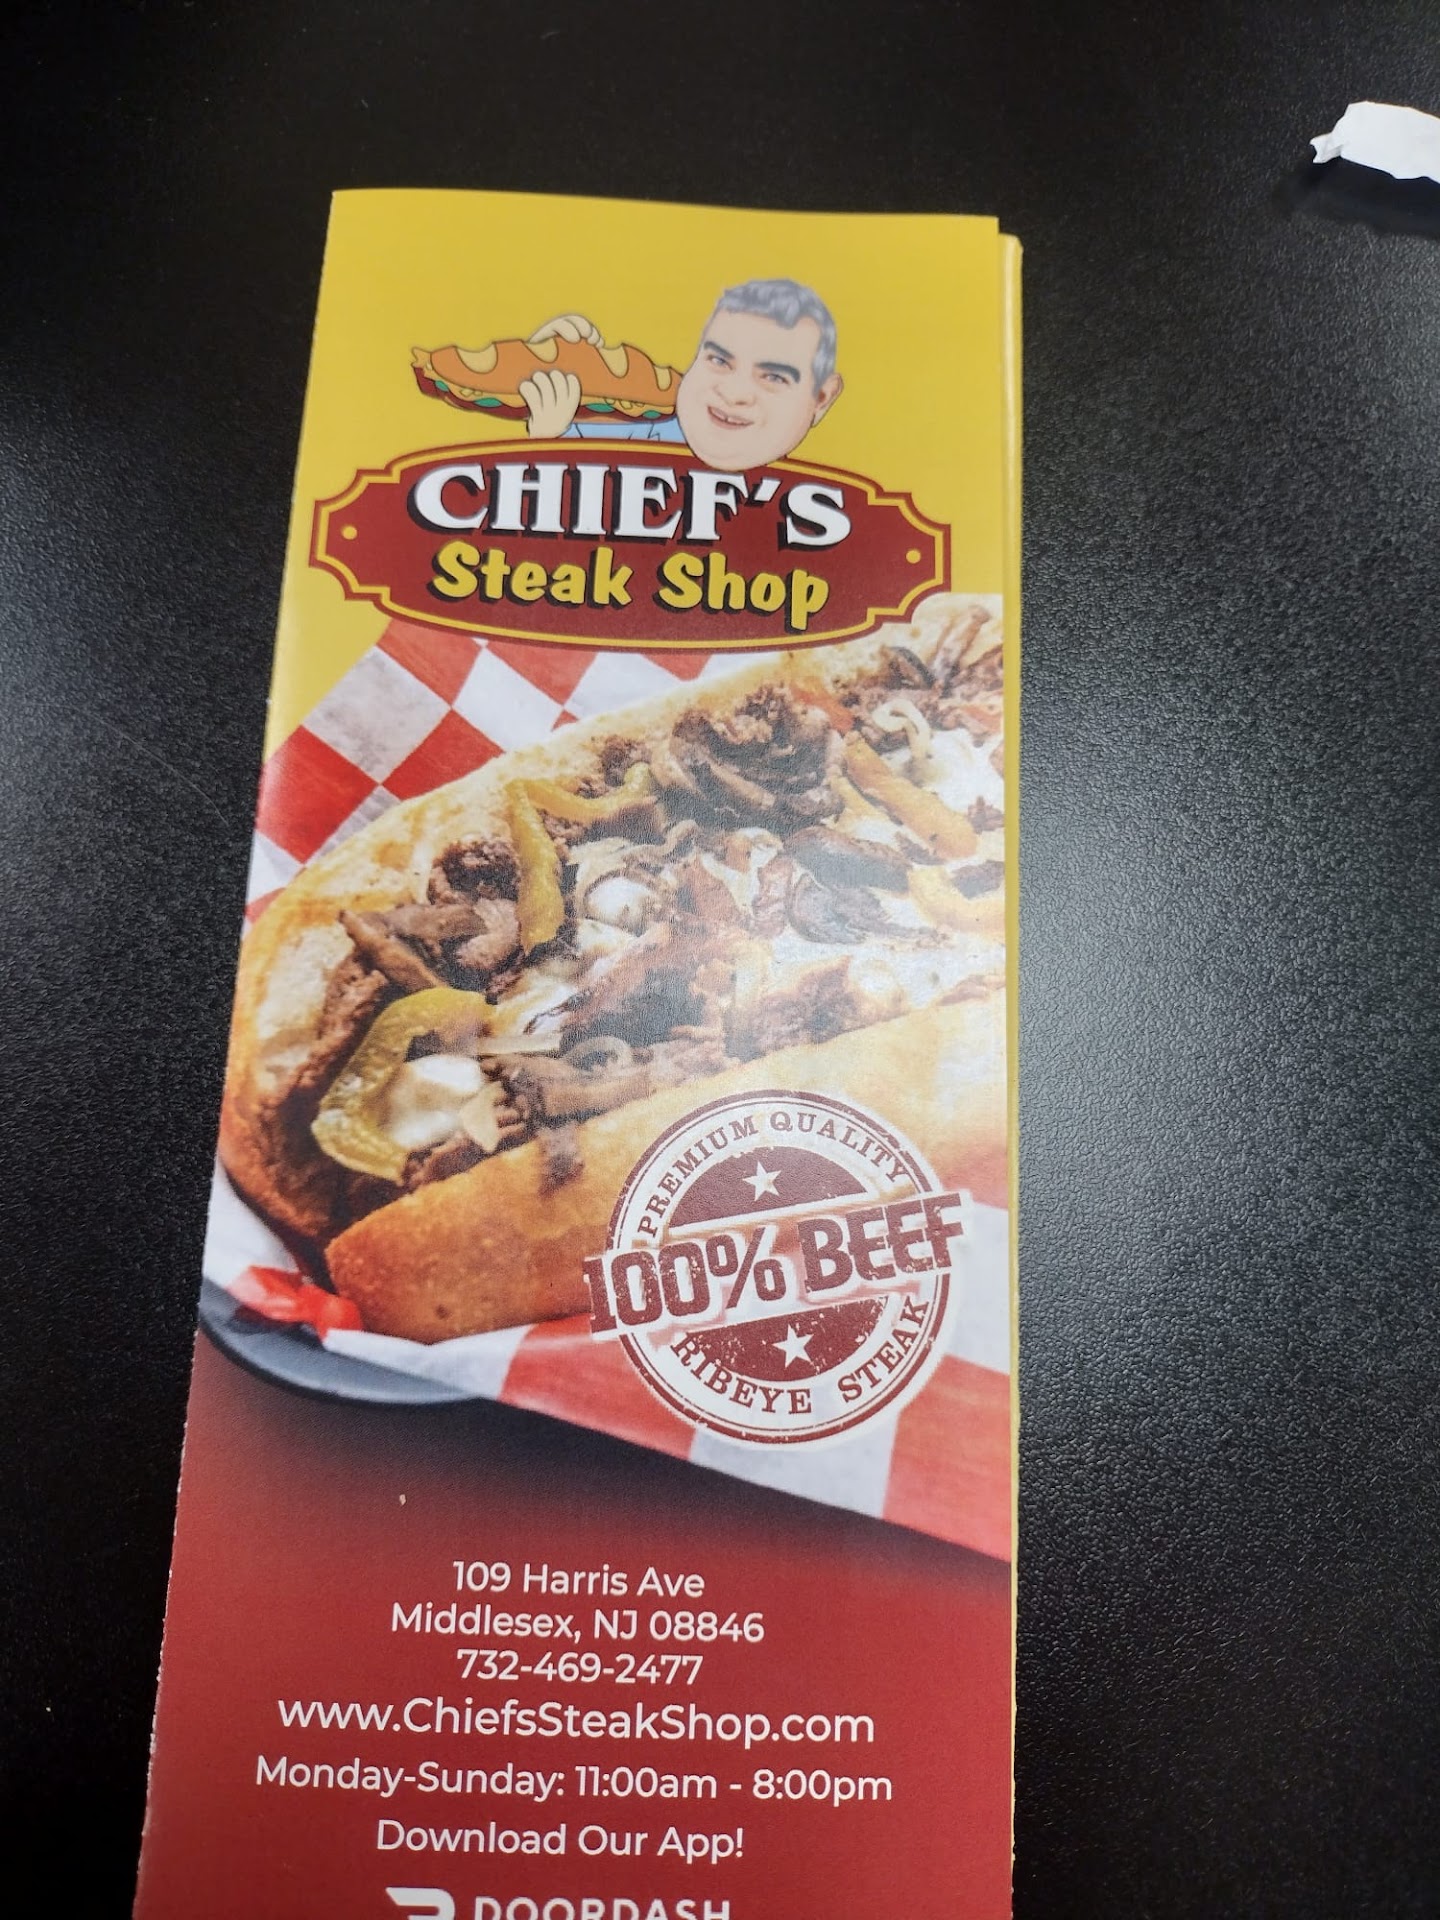 CHIEF'S
Steak Shop
PREMIUM QUALITY
100% BEEF
RIBEYE STEAK
109 Harris Ave
Middlesex, NJ 08846
732-469-2477
www.ChiefsSteakShop.com
Monday-Sunday: 11:00am - 8:00pm
Download Our App!
DOORDASH